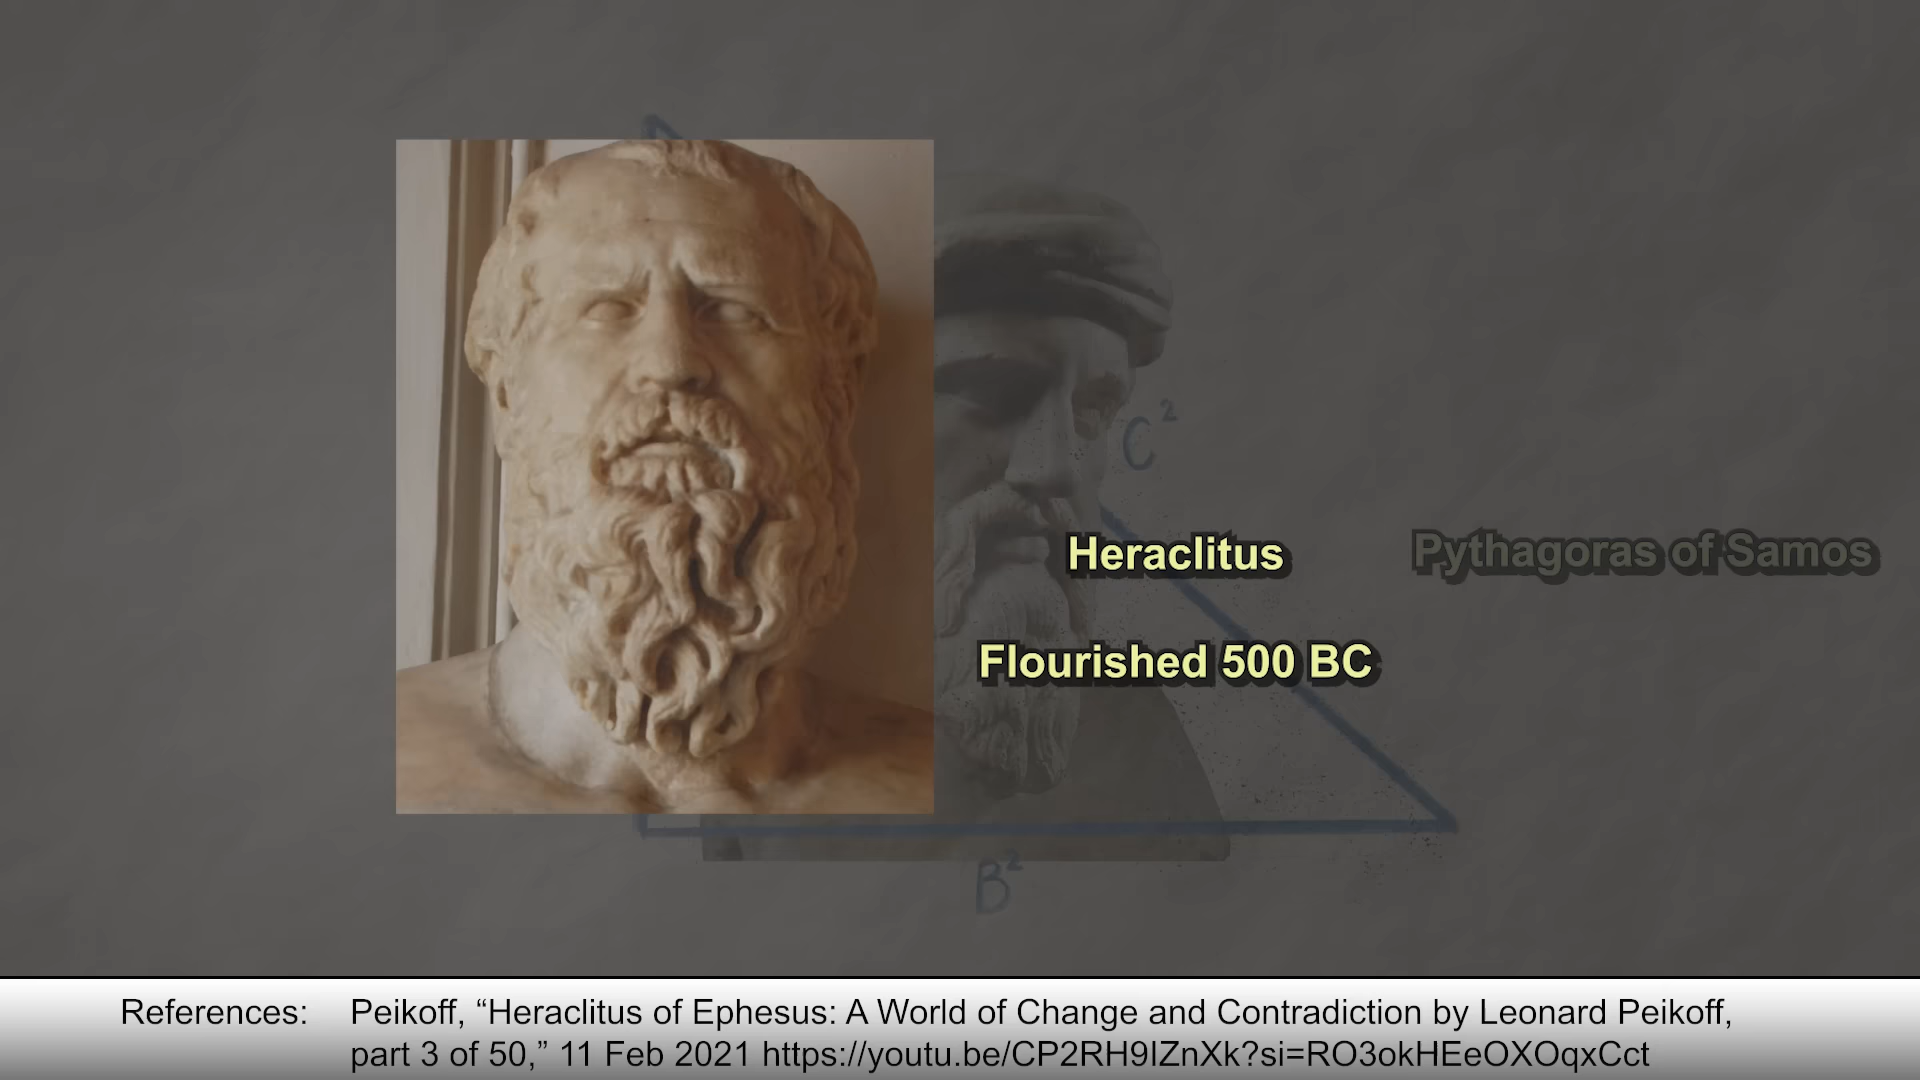 C²
Heraclitus
Pythagoras of Samos
Flourished 500 BC
B²
References: Peikoff, “Heraclitus of Ephesus: A World of Change and Contradiction by Leonard Peikoff,
part 3 of 50,” 11 Feb 2021 https://youtu.be/CP2RH9IZnXk?si=RO3okHEeOXOqxCct